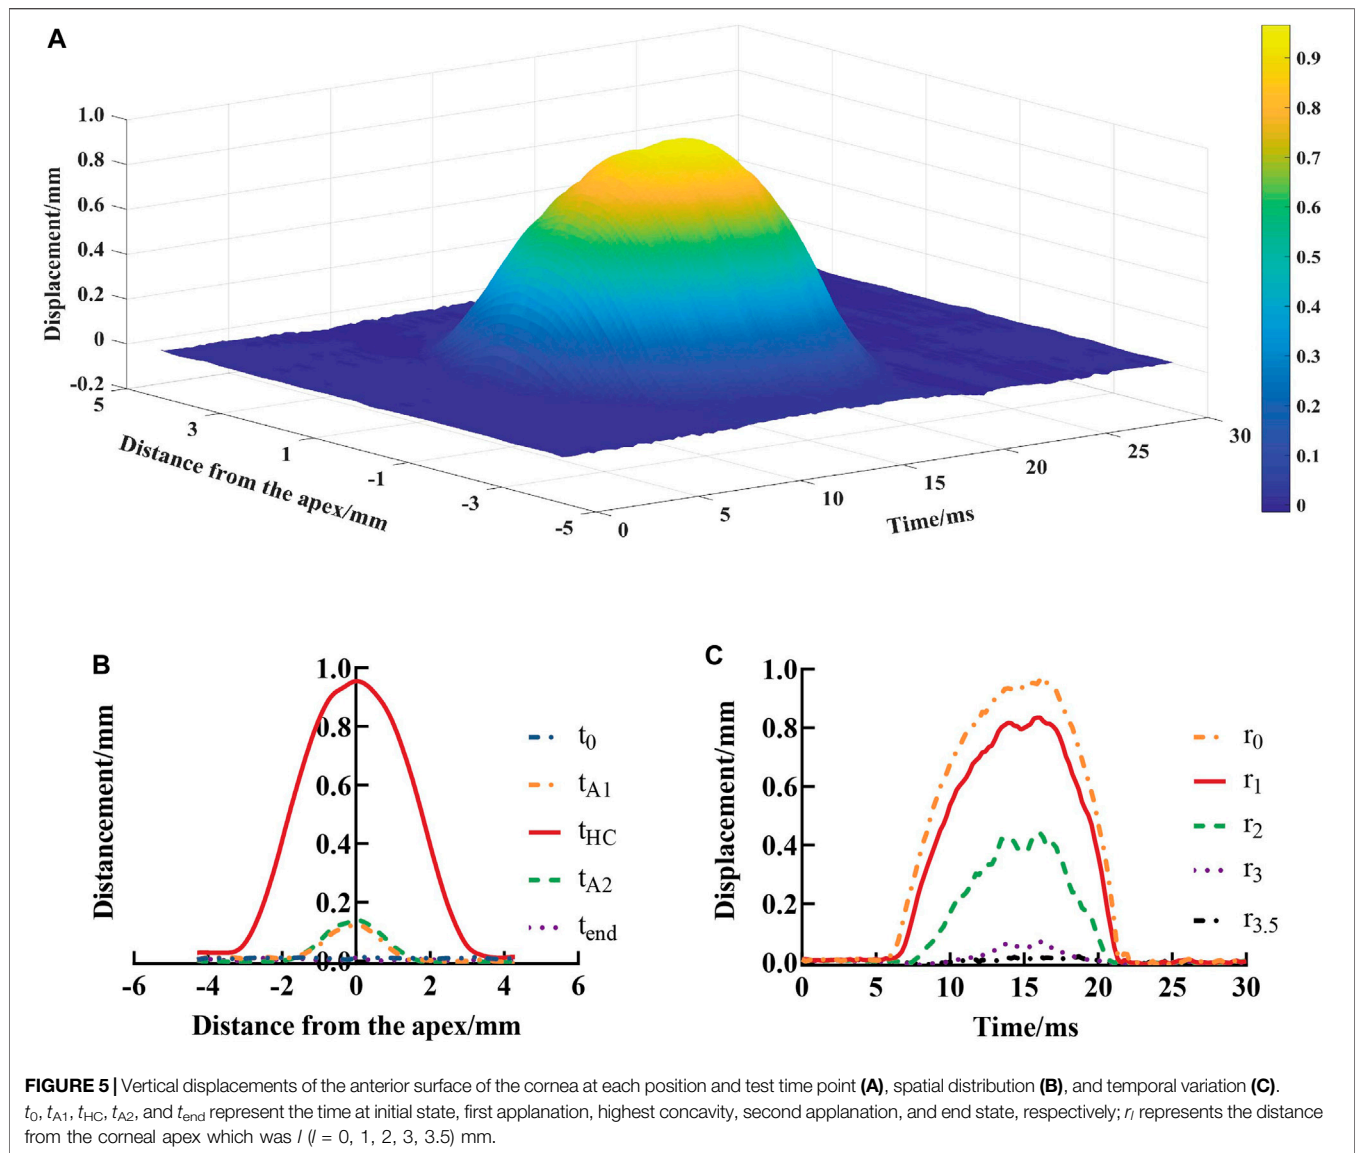 A
1.0
0.8
0.6
0.4
0.2
0
-0.2
Displacement/mm
5
3
1
-1
-3
-5
Distance from the apex/mm
0
5
10
15
20
25
30
Time/ms
0.9
0.8
0.7
0.6
0.5
0.4
0.3
0.2
0.1
0
B
1.0
0.8
0.6
0.4
0.2
0.0
Distancement/mm
-6 -4 -2 0 2 4 6
Distance from the apex/mm
t0
tA1
tHC
tA2
tend
C
1.0
0.8
0.6
0.4
0.2
0.0
Displacement/mm
0 5 10 15 20 25 30
Time/ms
r0
r1
r2
r3
r3.5
FIGURE 5 | Vertical displacements of the anterior surface of the cornea at each position and test time point (A), spatial distribution (B), and temporal variation (C).
t0, tA1, tHC, tA2, and tend represent the time at initial state, first applanation, highest concavity, second applanation, and end state, respectively; rl represents the distance
from the corneal apex which was l (l = 0, 1, 2, 3, 3.5) mm.